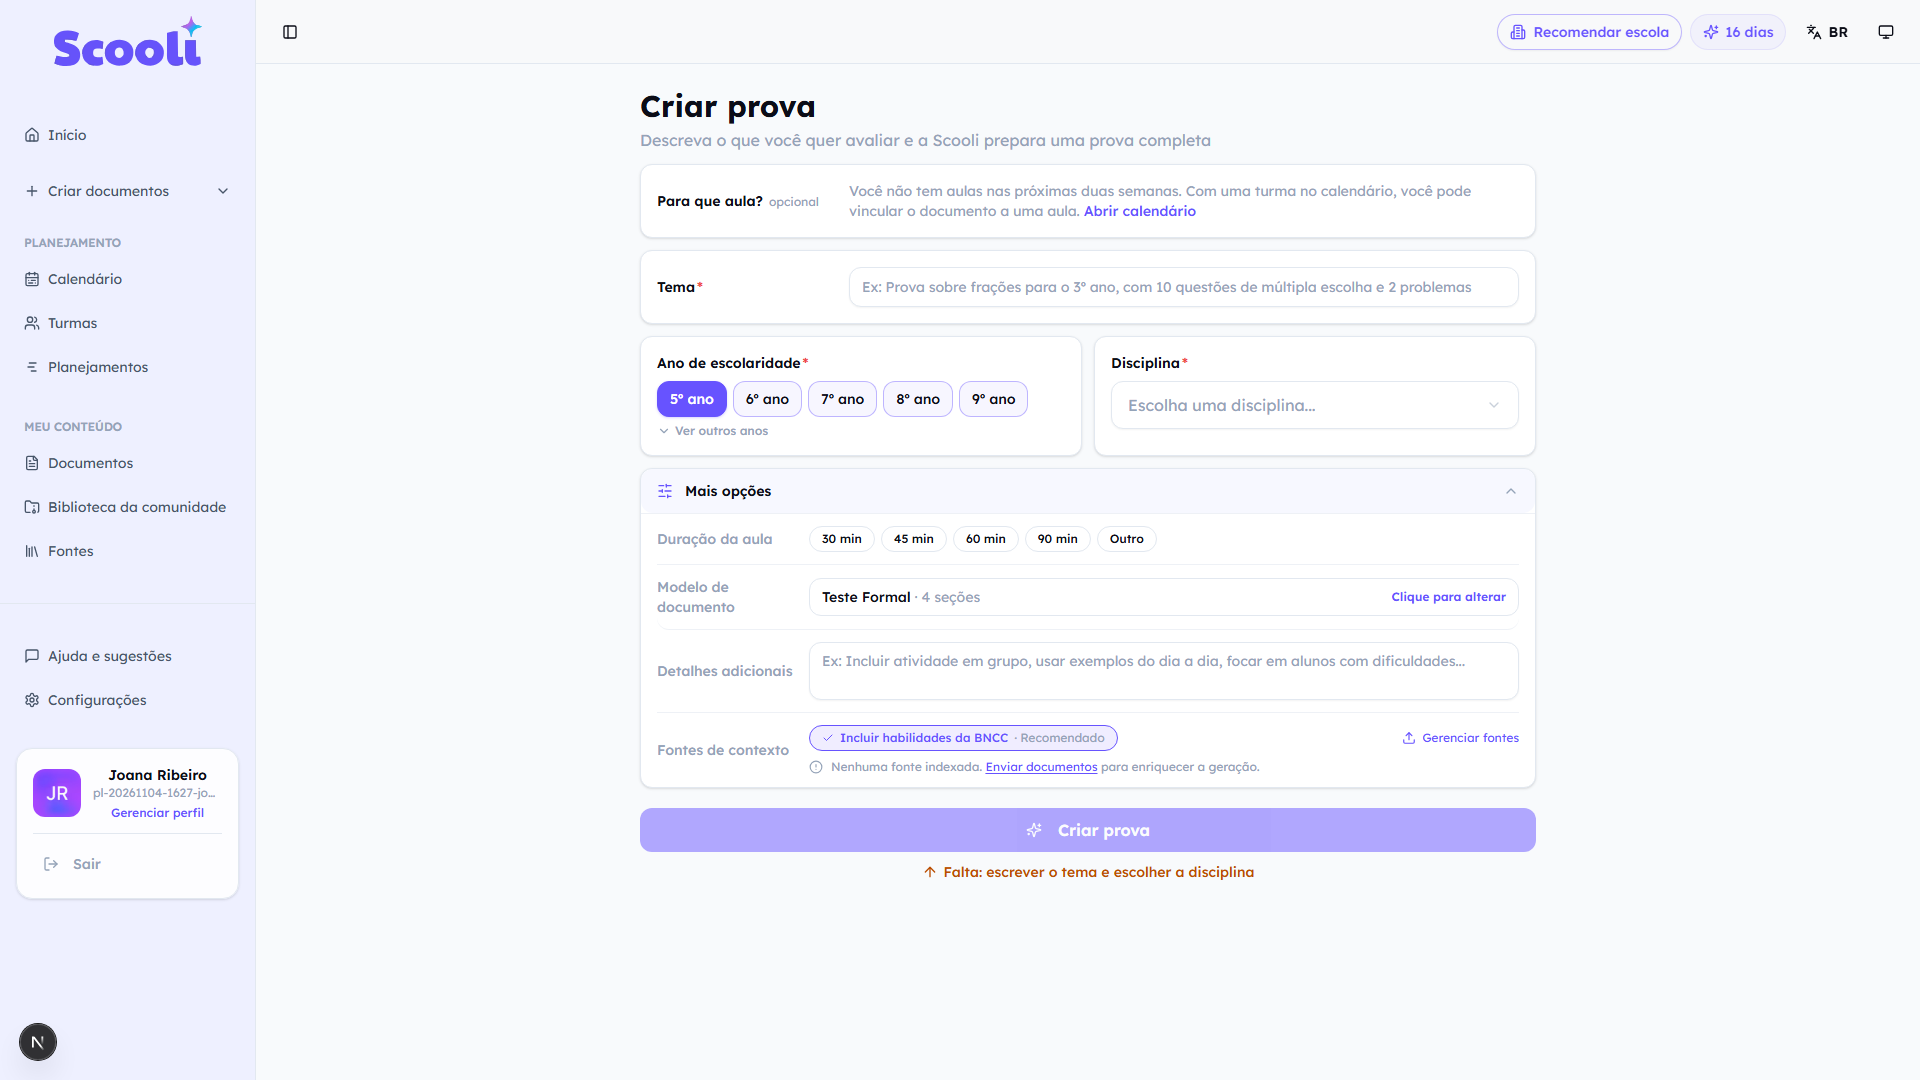 Scooli
Início
Criar documentos
PLANEJAMENTO
Calendário
Turmas
Planejamentos
MEU CONTEÚDO
Documentos
Biblioteca da comunidade
Fontes
Ajuda e sugestões
Configurações
JR
Joana Ribeiro
pl-20261104-1627-jo...
Gerenciar perfil
Sair
N
Recomendar escola
16 dias
BR
Criar prova
Descreva o que você quer avaliar e a Scooli prepara uma prova completa
Para que aula? opcional
Você não tem aulas nas próximas duas semanas. Com uma turma no calendário, você pode
vincular o documento a uma aula. Abrir calendário
Tema*
Ex: Prova sobre frações para o 3º ano, com 10 questões de múltipla escolha e 2 problemas
Ano de escolaridade*
5º ano
6º ano
7º ano
8º ano
9º ano
Ver outros anos
Disciplina*
Escolha uma disciplina...
Mais opções
Duração da aula
30 min
45 min
60 min
90 min
Outro
Modelo de
documento
Teste Formal · 4 seções
Clique para alterar
Detalhes adicionais
Ex: Incluir atividade em grupo, usar exemplos do dia a dia, focar em alunos com dificuldades...
Fontes de contexto
Incluir habilidades da BNCC · Recomendado
Gerenciar fontes
Nenhuma fonte indexada. Enviar documentos para enriquecer a geração.
Criar prova
Falta: escrever o tema e escolher a disciplina